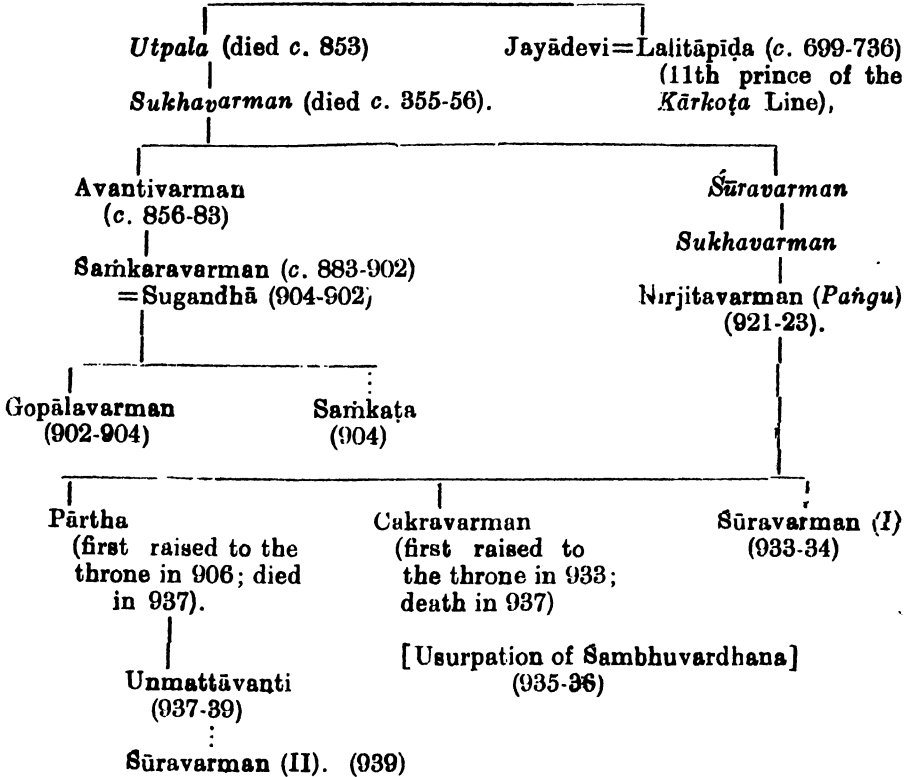 Utpala (died c. 853) Jayādevi=Lalitāpīḍa (c. 699-736)
(11th prince of the
Sukhavarman (died c. 355-56). Kārkoṭa Line),
Avantivarman Śūravarman
(c. 856-83)
Sukhavarman
Saṁkaravarman (c. 883-902)
=Sugandhā (904-902) Nirjitavarman (Paṅgu)
(921-23).
Gopālavarman Saṁkaṭa
(902-904) (904)
Pārtha Cakravarman Śūravarman (I)
(first raised to the (first raised to (933-34)
throne in 906; died the throne in 933;
in 937). death in 937)
[Usurpation of Śambhuvardhana]
Unmattāvanti (935-36)
(937-39)
Śūravarman (II). (939)